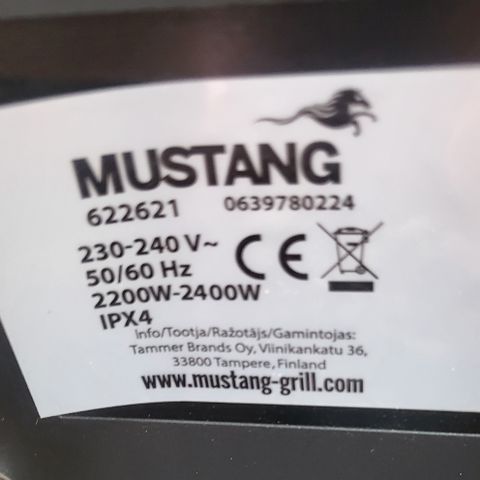 MUSTANG
622621 0639780224
230-240 V~
50/60 Hz
2200W-2400W
IPX4
CE
Info/Tootja/Ražotājs/Gamintojas:
Tammer Brands Oy, Viinikankatu 36,
33800 Tampere, Finland
www.mustang-grill.com